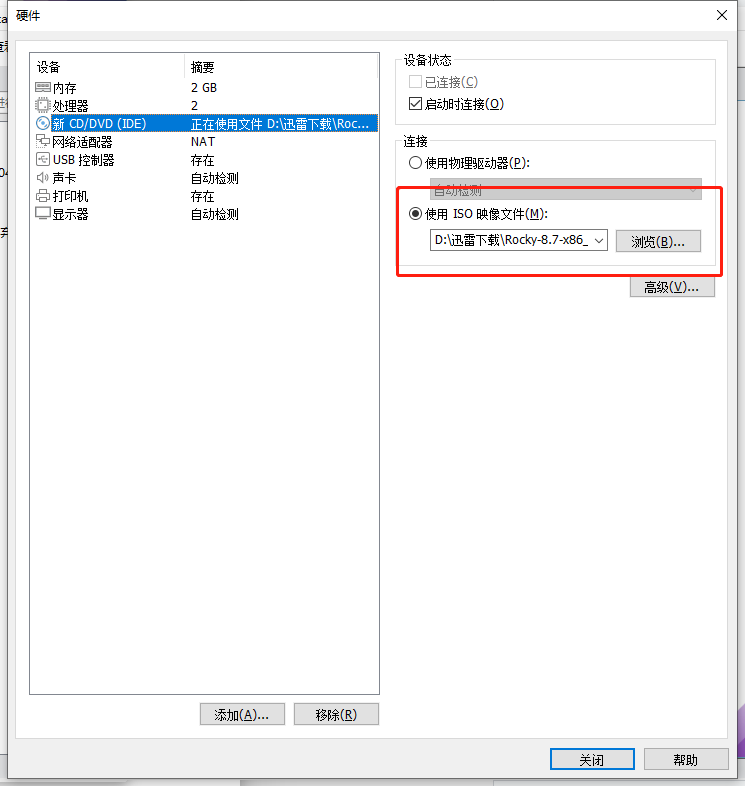 硬件
设备 摘要
内存 2 GB
处理器 2
新 CD/DVD (IDE) 正在使用文件 D:\迅雷下载\Roc...
网络适配器 NAT
USB 控制器 存在
声卡 自动检测
打印机 存在
显示器 自动检测
添加(A)... 移除(R)
设备状态
已连接(C)
启动时连接(O)
连接
使用物理驱动器(P):
自动检测
使用 ISO 映像文件(M):
D:\迅雷下载\Rocky-8.7-x86_ 浏览(B)...
高级(V)...
关闭 帮助